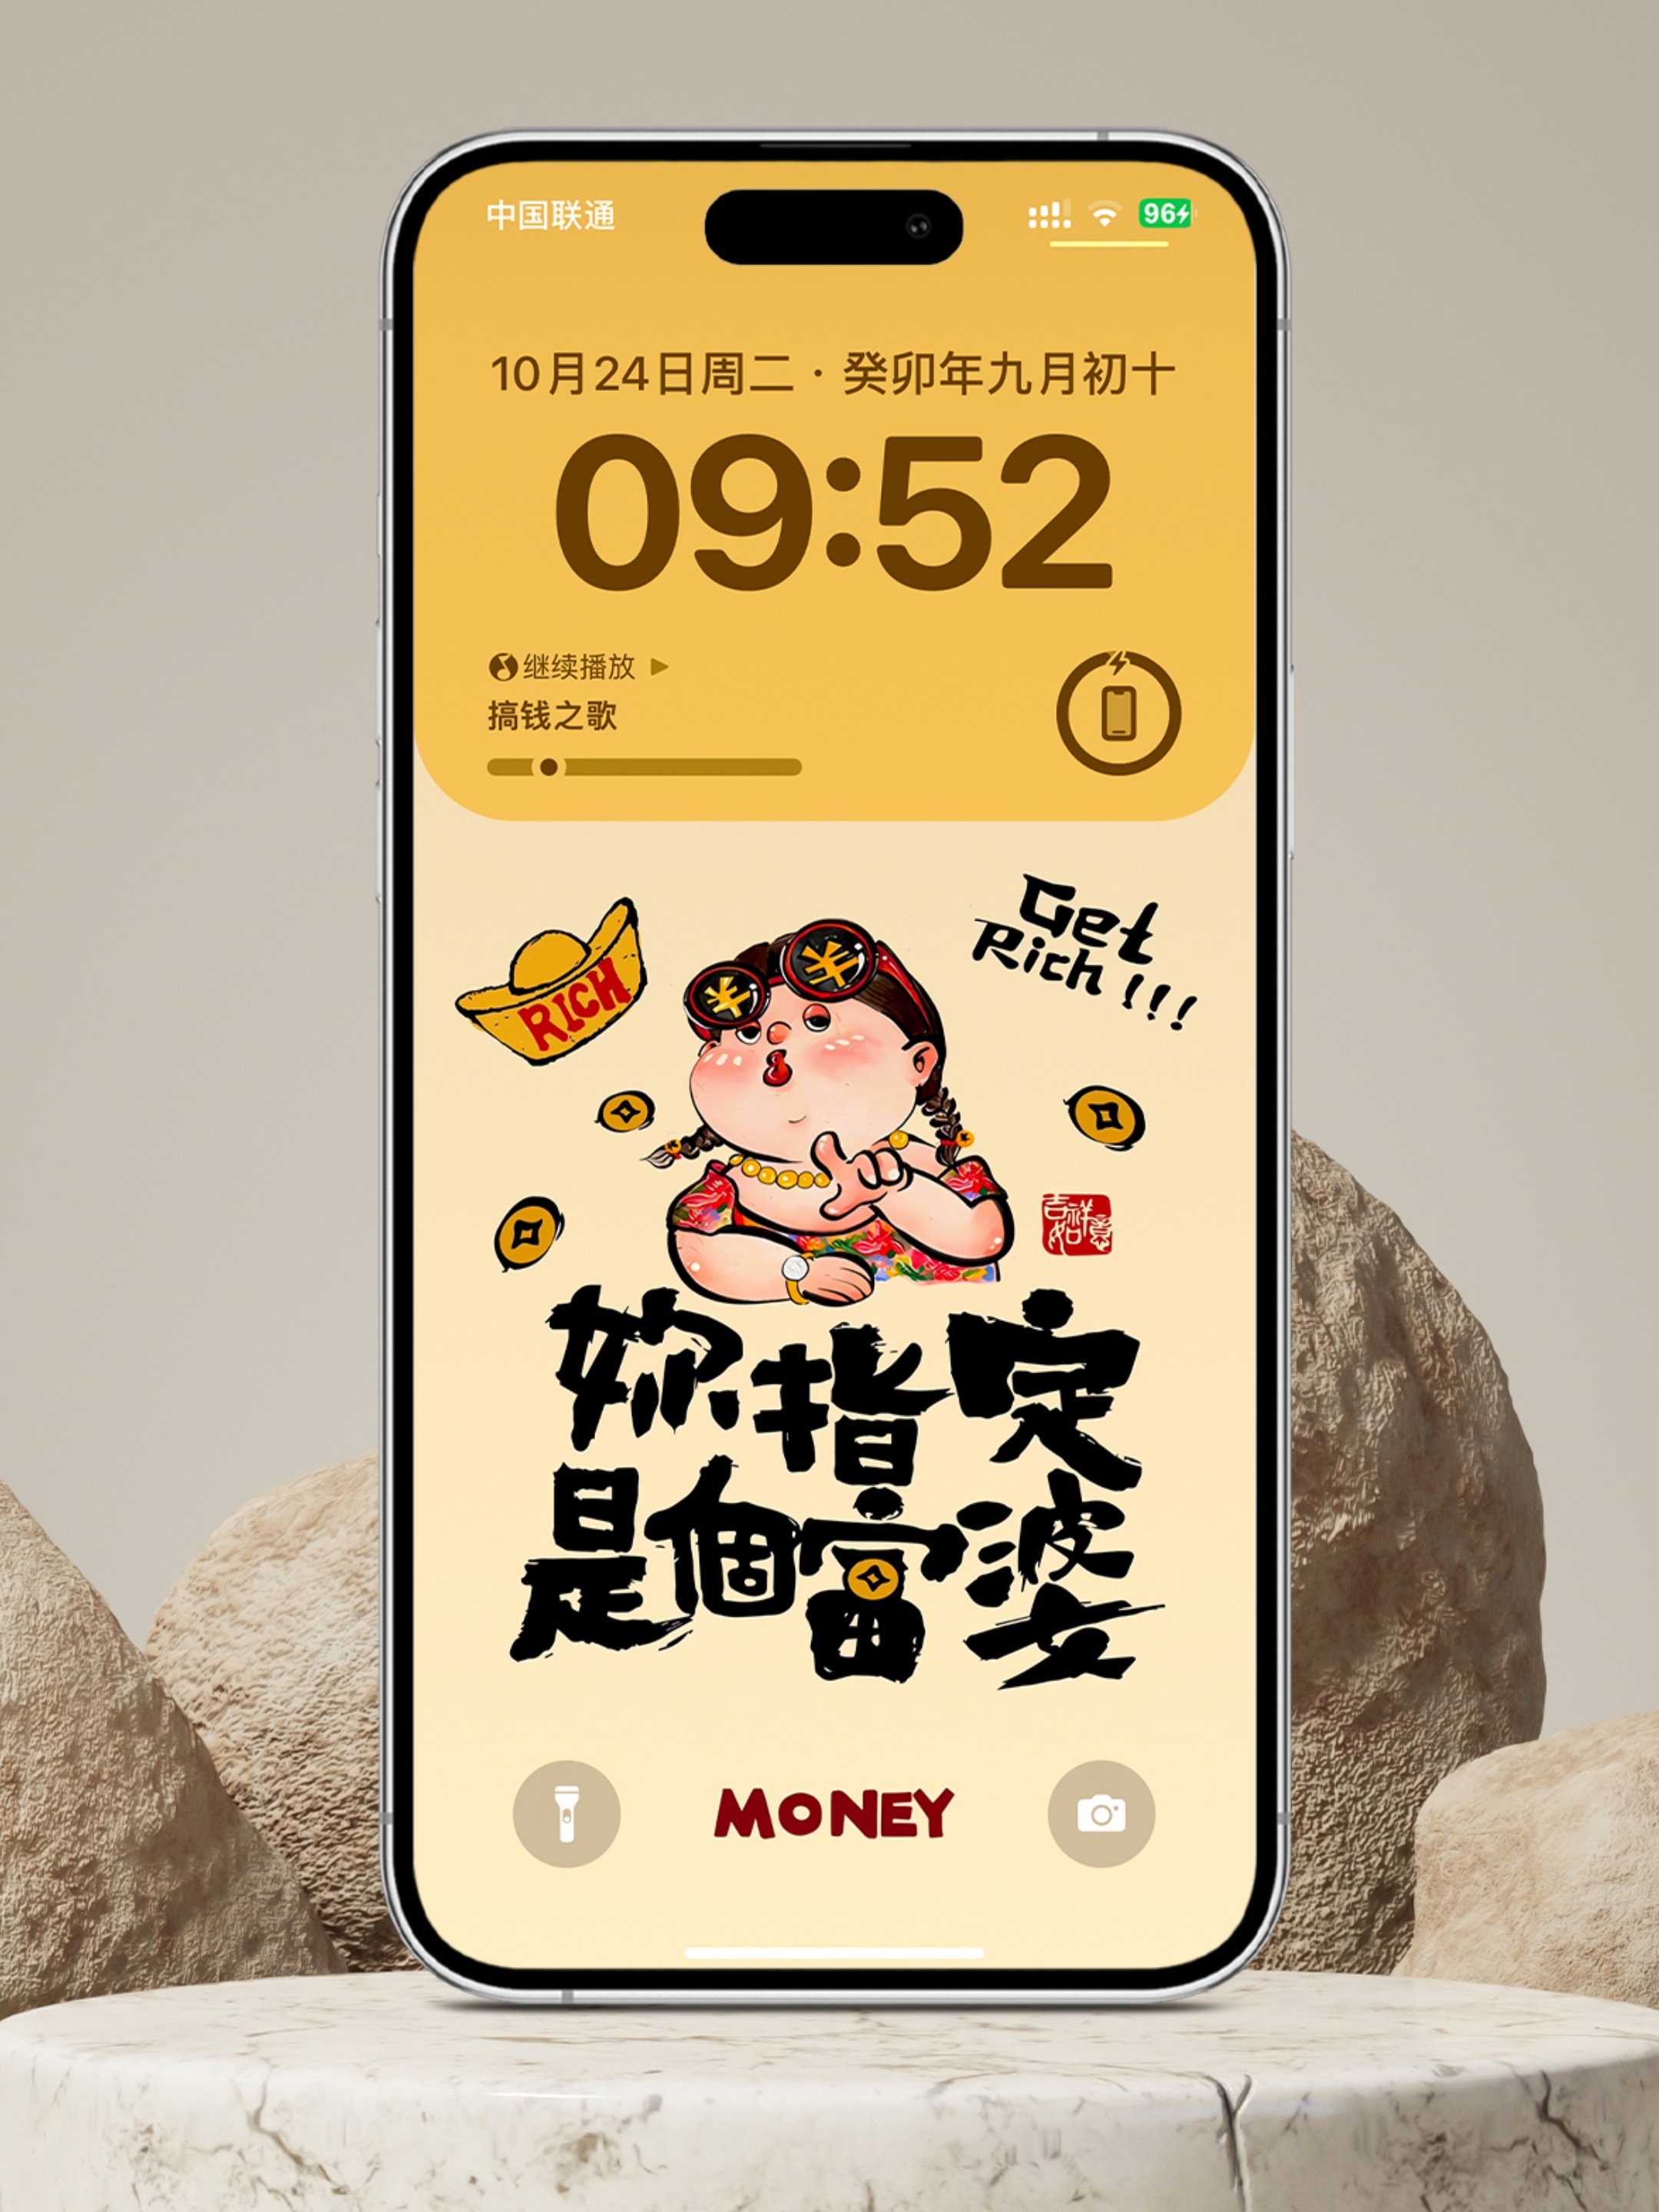 中国联通
96
10月24日周二 · 癸卯年九月初十
09:52
继续播放
搞钱之歌
Get
Rich!!!
RICH
¥ ¥
吉祥如意
妳指定
是個富婆
MONEY